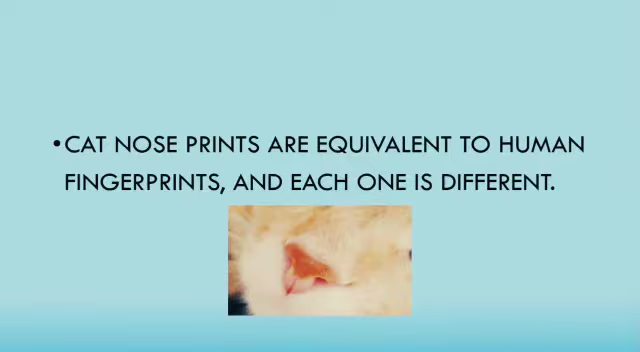 •CAT NOSE PRINTS ARE EQUIVALENT TO HUMAN
FINGERPRINTS, AND EACH ONE IS DIFFERENT.